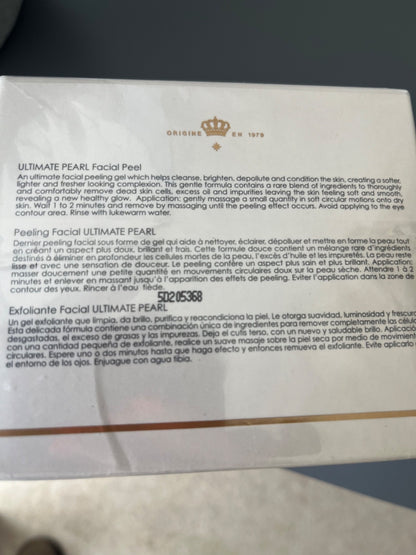 ORIGINE EN 1979
ULTIMATE PEARL Facial Peel
An ultimate facial peeling gel which helps cleanse, brighten, depollute and condition the skin, creating a softer,
lighter and fresher looking complexion. This gentle formula contains a rare blend of ingredients to thoroughly
and comfortably remove dead skin cells, excess oil and impurities leaving the skin feeling soft and smooth,
revealing a new healthy glow. Application: gently massage a small quantity in soft circular motions onto dry
skin. Wait 1 to 2 minutes and remove by massaging until the peeling effect occurs. Avoid applying to the eye
contour area. Rinse with lukewarm water.
Peeling Facial ULTIMATE PEARL
Dernier peeling facial sous forme de gel qui aide à nettoyer, éclairer, dépolluer et mettre en forme la peau tout
en créant un aspect plus doux, brillant et frais. Cette formule douce contient un mélange rare d'ingrédients
destinés à éliminer en profondeur les cellules mortes de la peau, l'excès d'huile et les impuretés. La peau reste
lisse et avec une sensation de douceur. Le peeling confère un aspect plus sain et plus brillant. Application:
masser doucement une petite quantité en mouvements circulaires doux sur la peau sèche. Attendre 1 à 2
minutes et enlever en massant jusqu'à l'apparition des effets de peeling. Eviter l'application dans la zone de
contour des yeux. Rincer à l'eau tiède.
5D205368
Exfoliante Facial ULTIMATE PEARL
Un gel exfoliante que limpia, da brillo, purifica y reacondiciona la piel. Le otorga suavidad, luminosidad y frescura
Esta delicada fórmula contiene una combinación única de ingredientes para remover completamente las célula
desgastadas, el exceso de grasas y las impurezas. Deja el cutis terso, con un nuevo y saludable brillo. Aplicació
con una cantidad pequeña de exfoliante, realice un suave masaje sobre la piel seca por medio de movimien
circulares. Espere uno o dos minutos hasta que haga efecto y entonces remueva el exfoliante. Evite aplicarlo
el entorno de los ojos. Enjuague con agua tibia.